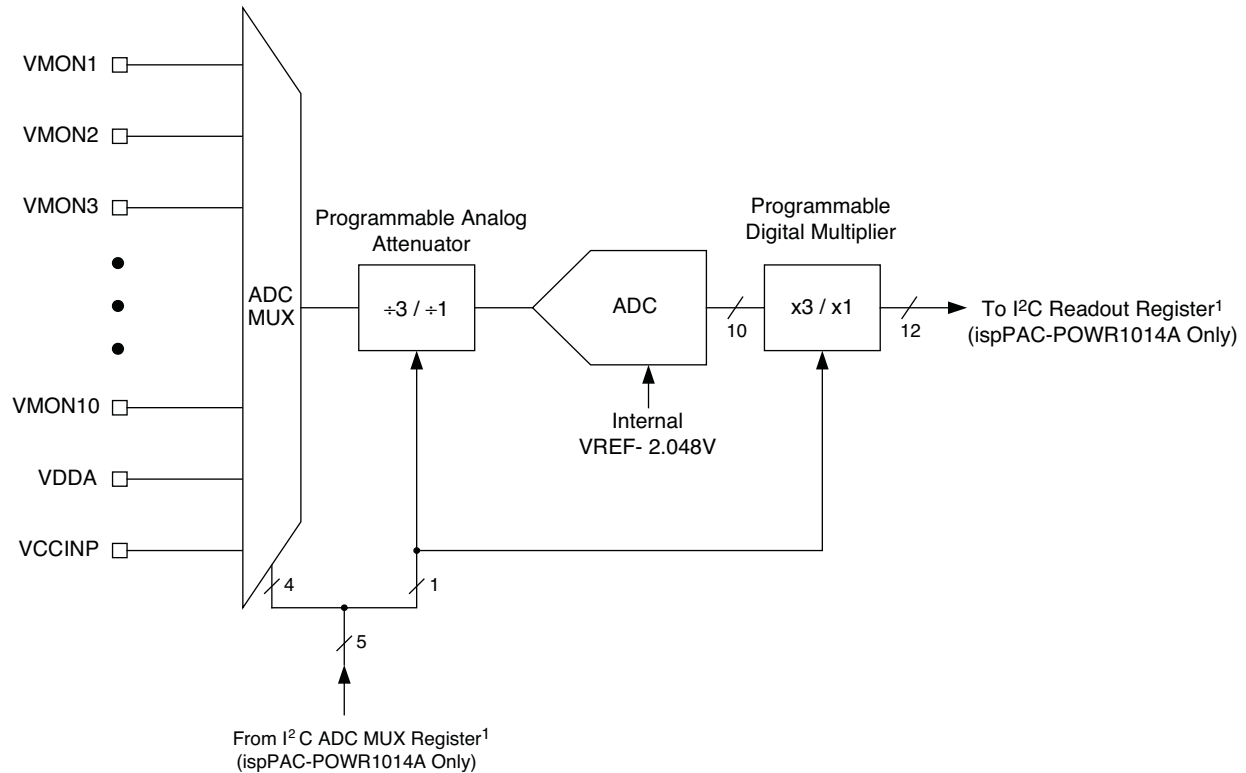 VMON1
VMON2
VMON3
VMON10
VDDA
VCCINP
ADC
MUX
Programmable Analog
Attenuator
÷3 / ÷1
ADC
Internal
VREF- 2.048V
10
Programmable
Digital Multiplier
x3 / x1
12
To I²C Readout Register¹
(ispPAC-POWR1014A Only)
4
1
5
From I² C ADC MUX Register¹
(ispPAC-POWR1014A Only)